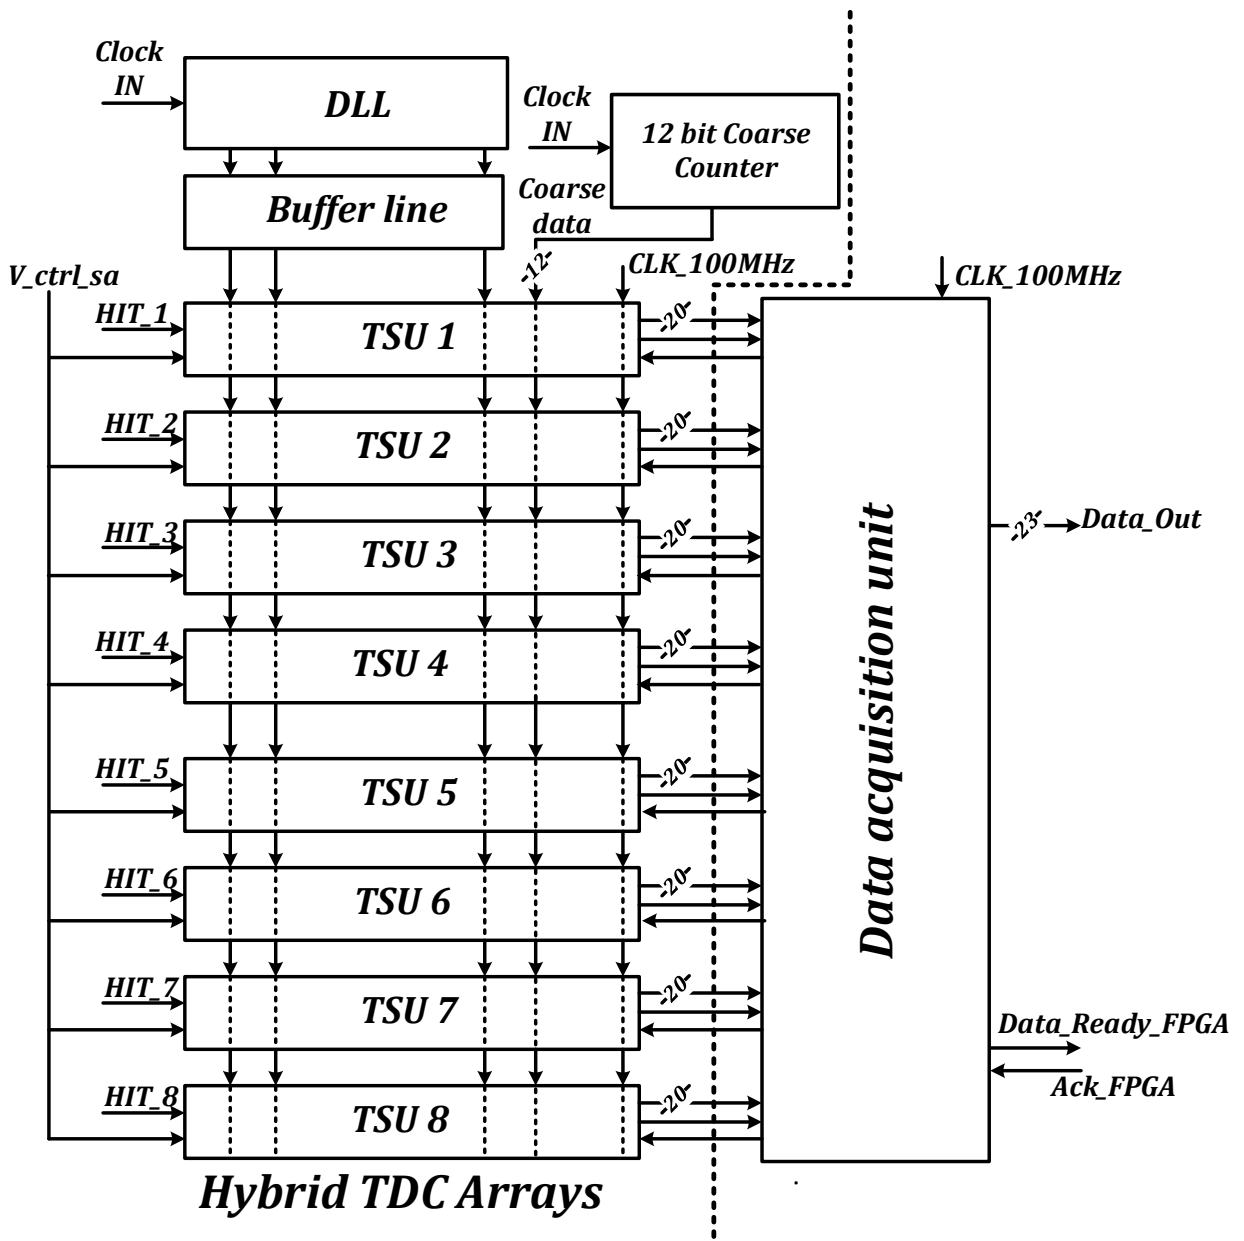 Clock
IN
DLL
Clock
IN
12 bit Coarse
Counter
Buffer line
Coarse
data
-12-
V_ctrl_sa
CLK_100MHz
CLK_100MHz
HIT_1
TSU 1
-20-
HIT_2
TSU 2
-20-
HIT_3
TSU 3
-20-
HIT_4
TSU 4
-20-
HIT_5
TSU 5
-20-
HIT_6
TSU 6
-20-
HIT_7
TSU 7
-20-
HIT_8
TSU 8
-20-
Data acquisition unit
-23-
Data_Out
Data_Ready_FPGA
Ack_FPGA
Hybrid TDC Arrays